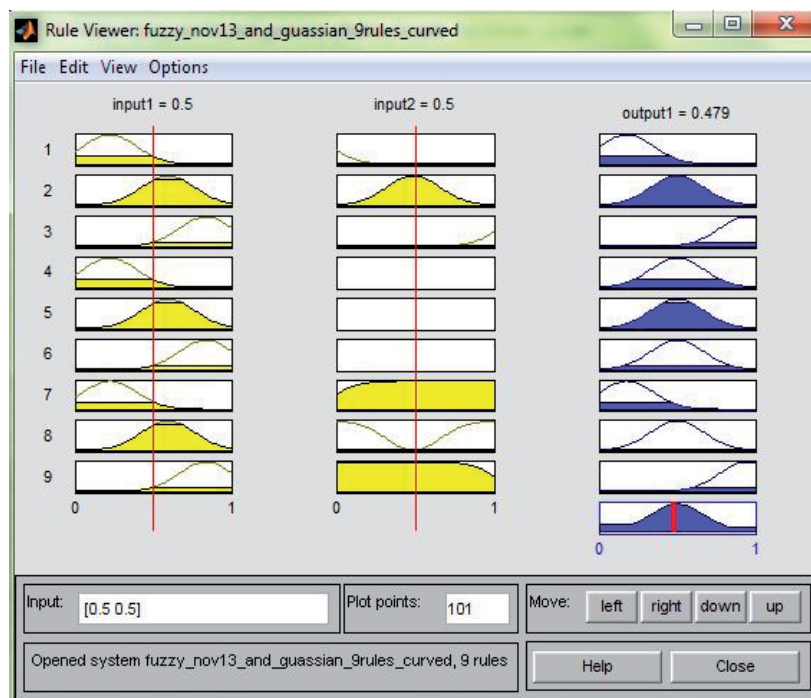 Rule Viewer: fuzzy_nov13_and_guassian_9rules_curved
File Edit View Options
input1 = 0.5 input2 = 0.5 output1 = 0.479
1
2
3
4
5
6
7
8
9
0 1 0 1
0 1
Input: [0.5 0.5] Plot points: 101 Move: left right down up
Opened system fuzzy_nov13_and_guassian_9rules_curved, 9 rules Help Close